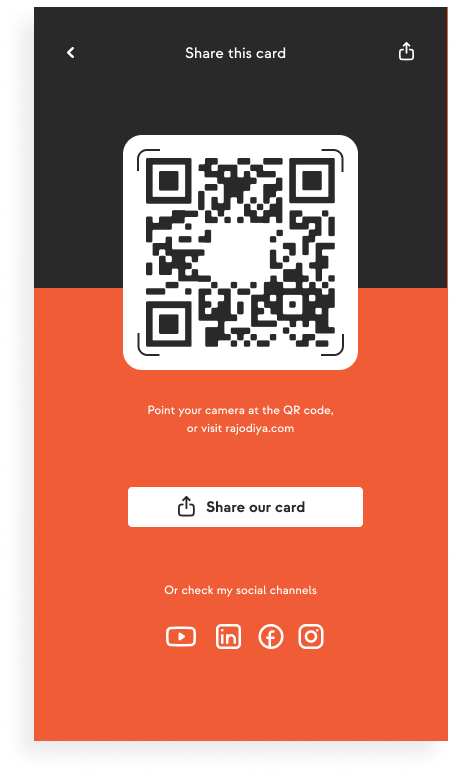 Share this card
Point your camera at the QR code,
or visit rajodiya.com
Share our card
Or check my social channels
in